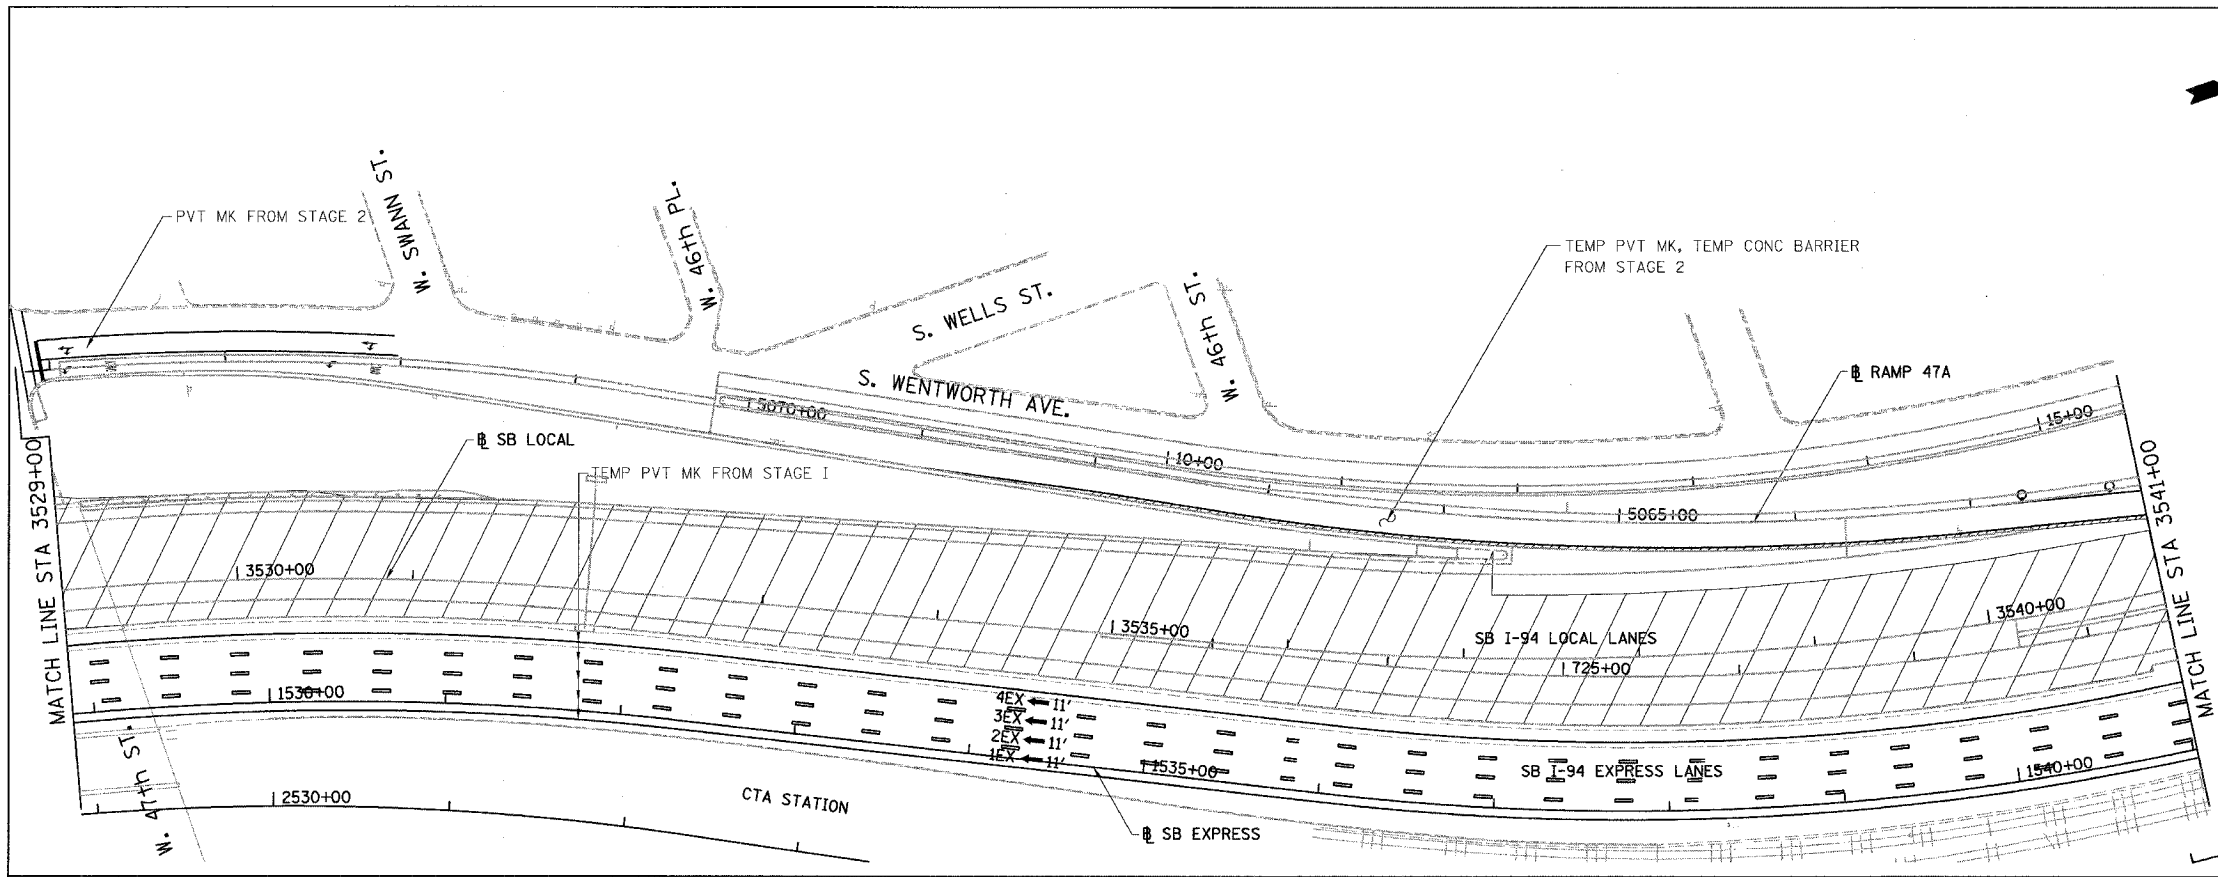 PVT MK FROM STAGE 2
W. SWANN ST.
W. 46th PL.
S. WELLS ST.
W. 46th ST.
TEMP PVT MK, TEMP CONC BARRIER
FROM STAGE 2
S. WENTWORTH AVE.
℄ RAMP 47A
5070+00
10+00
15+00
5065+00
MATCH LINE STA 3529+00
℄ SB LOCAL
TEMP PVT MK FROM STAGE I
MATCH LINE STA 3541+00
3530+00
3535+00
3540+00
SB I-94 LOCAL LANES
725+00
1530+00
4EX 11'
3EX 11'
2EX 11'
1EX 11'
1535+00
SB I-94 EXPRESS LANES
1540+00
W. 47th ST.
2530+00
CTA STATION
℄ SB EXPRESS